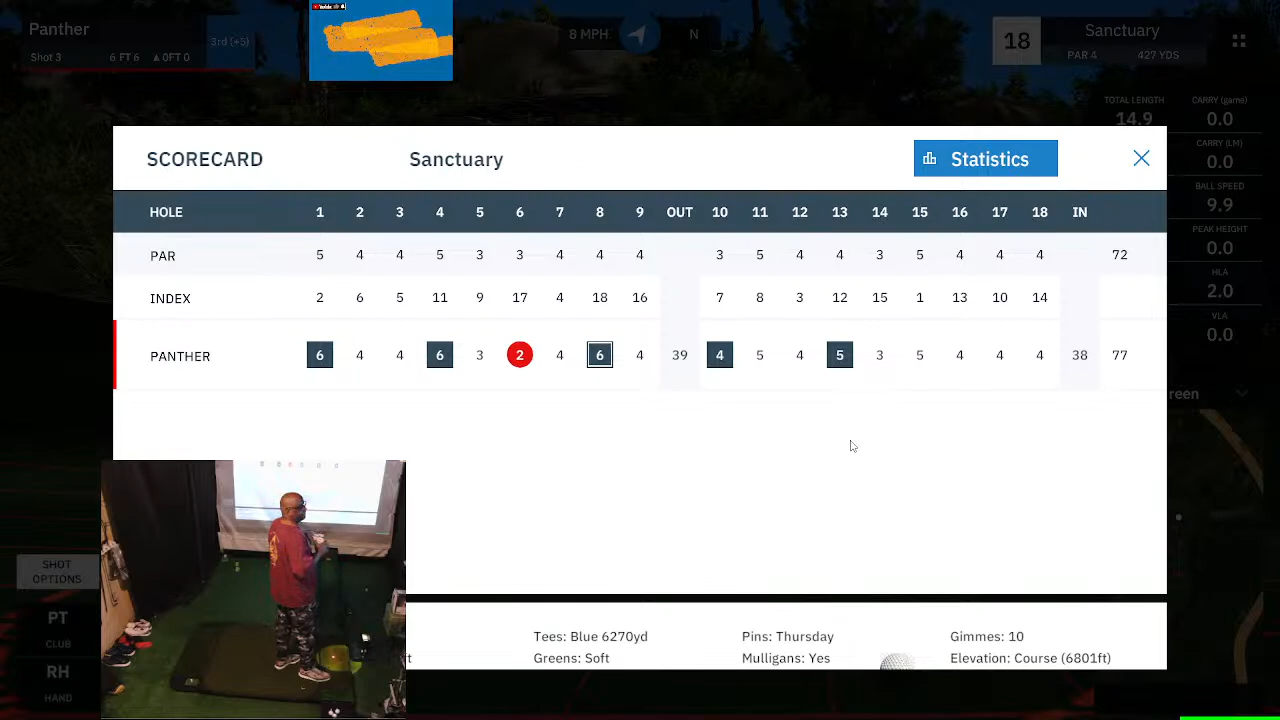 Panther
Shot 3 6 FT 6 ▲0FT 0
3rd (+5)
YouTube
8 MPH N
18 Sanctuary
PAR 4 427 YDS
TOTAL LENGTH CARRY (game)
14.9 0.0
CARRY (LM)
0.0
BALL SPEED
9.9
PEAK HEIGHT
0.0
HLA
2.0
VLA
0.0
SCORECARD Sanctuary Statistics
HOLE 1 2 3 4 5 6 7 8 9 OUT 10 11 12 13 14 15 16 17 18 IN
PAR 5 4 4 5 3 3 4 4 4 3 5 4 4 3 5 4 4 4 72
INDEX 2 6 5 11 9 17 4 18 16 7 8 3 12 15 1 13 10 14
PANTHER 6 4 4 6 3 2 4 6 4 39 4 5 4 5 3 5 4 4 4 38 77
reen
SHOT
OPTIONS
PT
CLUB
RH
HAND
Tees: Blue 6270yd Pins: Thursday Gimmes: 10
ft Greens: Soft Mulligans: Yes Elevation: Course (6801ft)